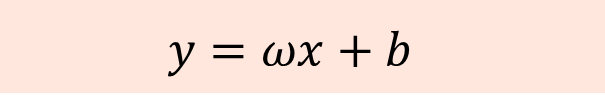 y = ωx + b